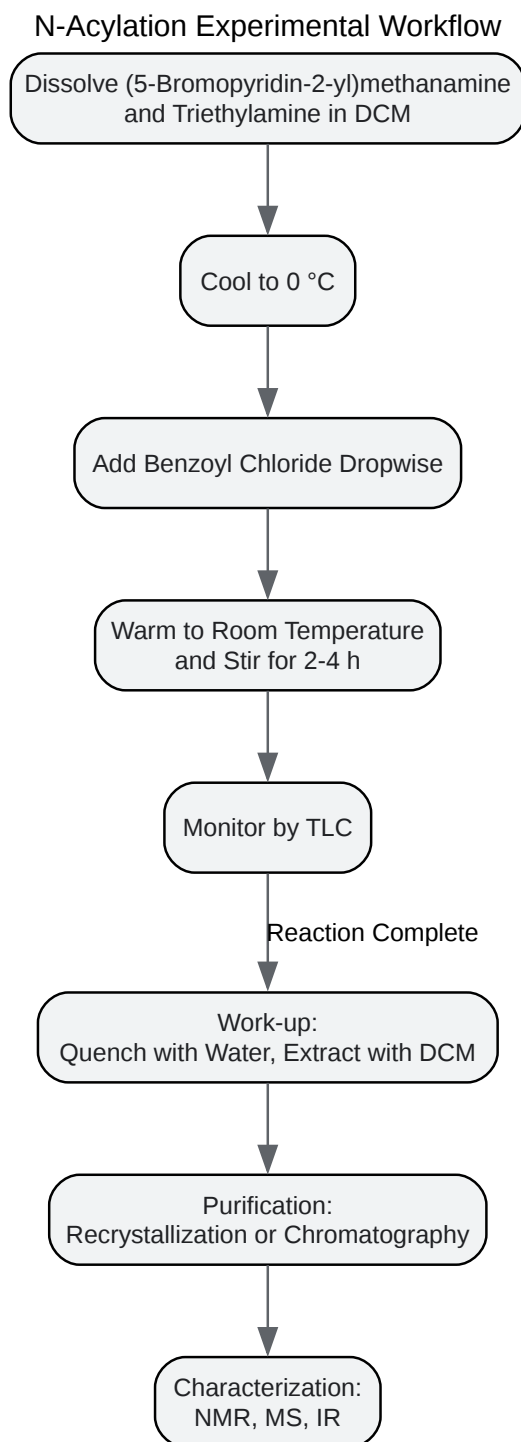 N-Acylation Experimental Workflow
Dissolve (5-Bromopyridin-2-yl)methanamine
and Triethylamine in DCM
Cool to 0 °C
Add Benzoyl Chloride Dropwise
Warm to Room Temperature
and Stir for 2-4 h
Monitor by TLC
Reaction Complete
Work-up:
Quench with Water, Extract with DCM
Purification:
Recrystallization or Chromatography
Characterization:
NMR, MS, IR